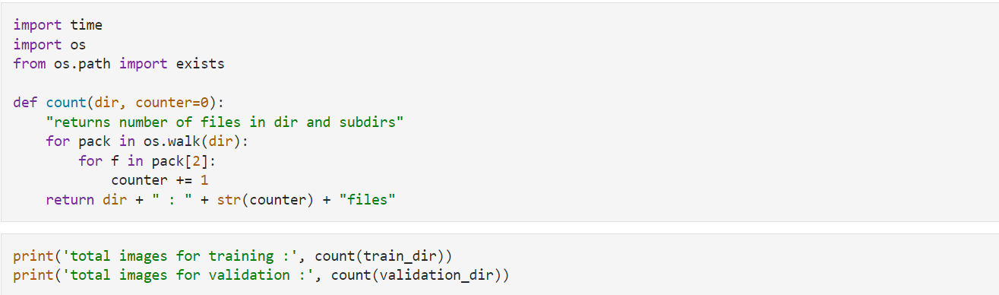 import time
import os
from os.path import exists

def count(dir, counter=0):
    "returns number of files in dir and subdirs"
    for pack in os.walk(dir):
        for f in pack[2]:
            counter += 1
    return dir + " : " + str(counter) + "files"

print('total images for training :', count(train_dir))
print('total images for validation :', count(validation_dir))